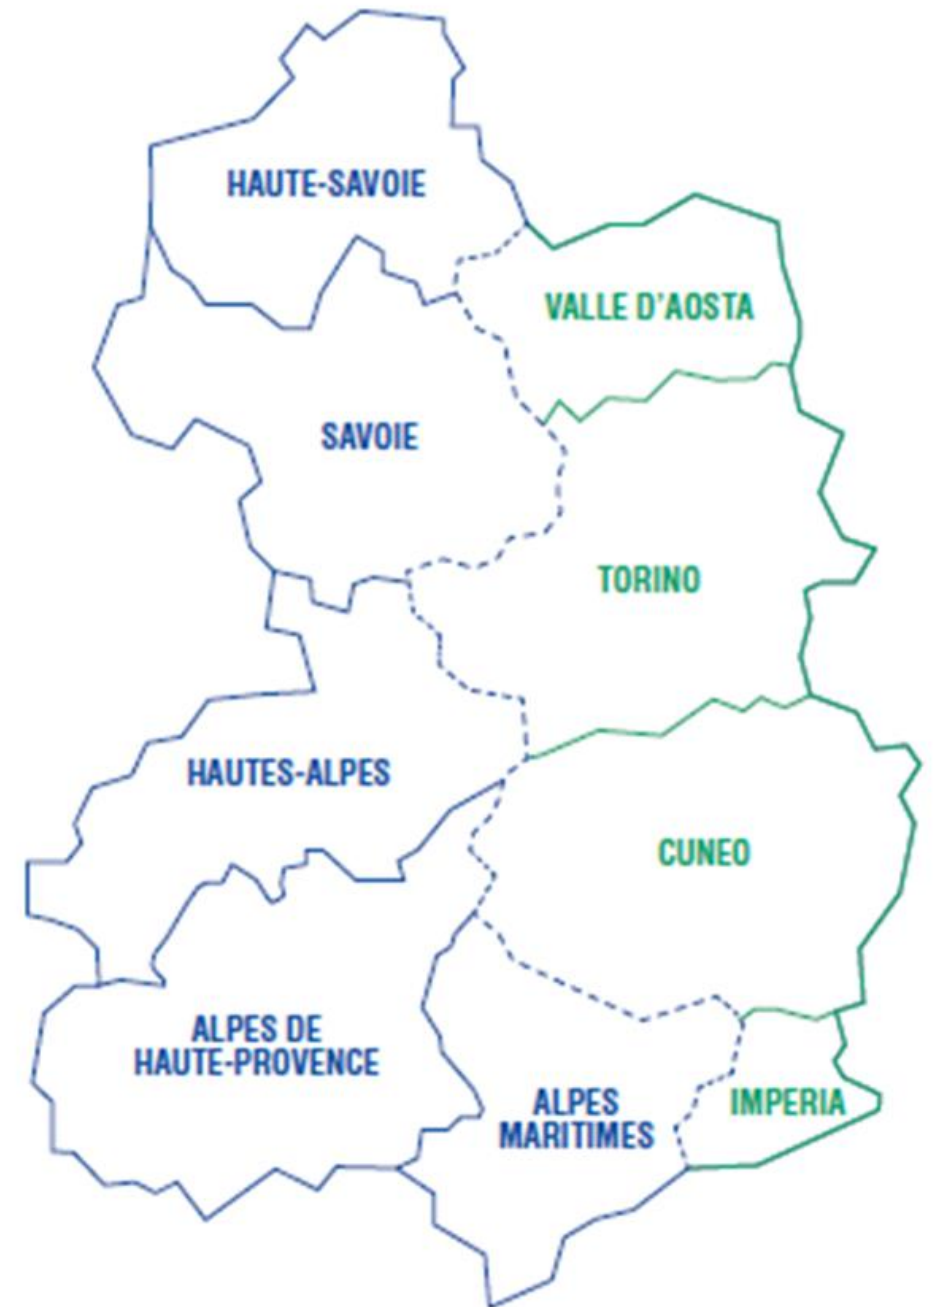 HAUTE-SAVOIE
VALLE D'AOSTA
SAVOIE
TORINO
HAUTES-ALPES
CUNEO
ALPES DE
HAUTE-PROVENCE
ALPES
MARITIMES
IMPERIA